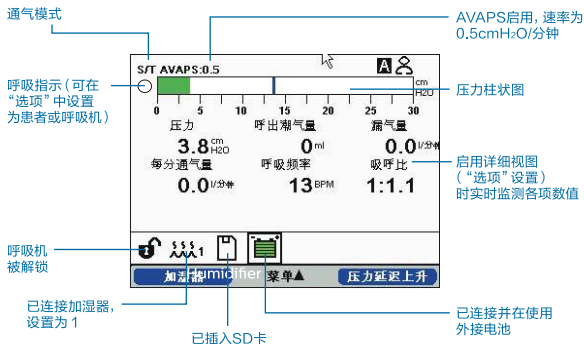 通气模式
AVAPS启用，速率为
0.5cmH2O/分钟
S/T AVAPS:0.5
A
cm
H2O
0 5 10 15 20 25 30
呼吸指示（可在
“选项”中设置
为患者或呼吸机）
压力柱状图
压力 呼出潮气量 漏气量
3.8 cm H2O 0 ml 0.0 l/分钟
每分通气量 呼吸频率 吸呼比
0.0 l/分钟 13 BPM 1:1.1
启用详细视图
（“选项”设置）
时实时监测各项数值
呼吸机
被解锁
1
加湿器 Humidifier 菜单▲ 压力延迟上升
已连接加湿器，
设置为 1
已插入SD卡
已连接并在使用
外接电池